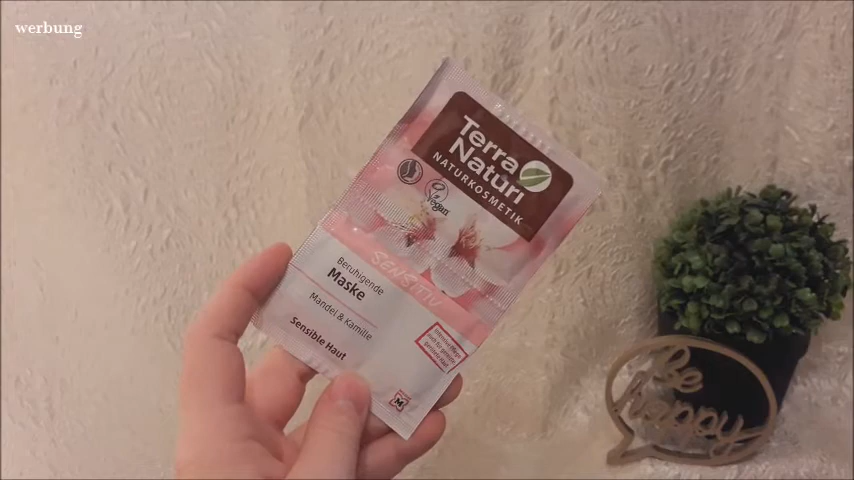 werbung
Terra
Naturi
NATURKOSMETIK
Vegan
SENSITIV
Beruhigende
Maske
Mandel & Kamille
Sensible Haut
M
Be
happy